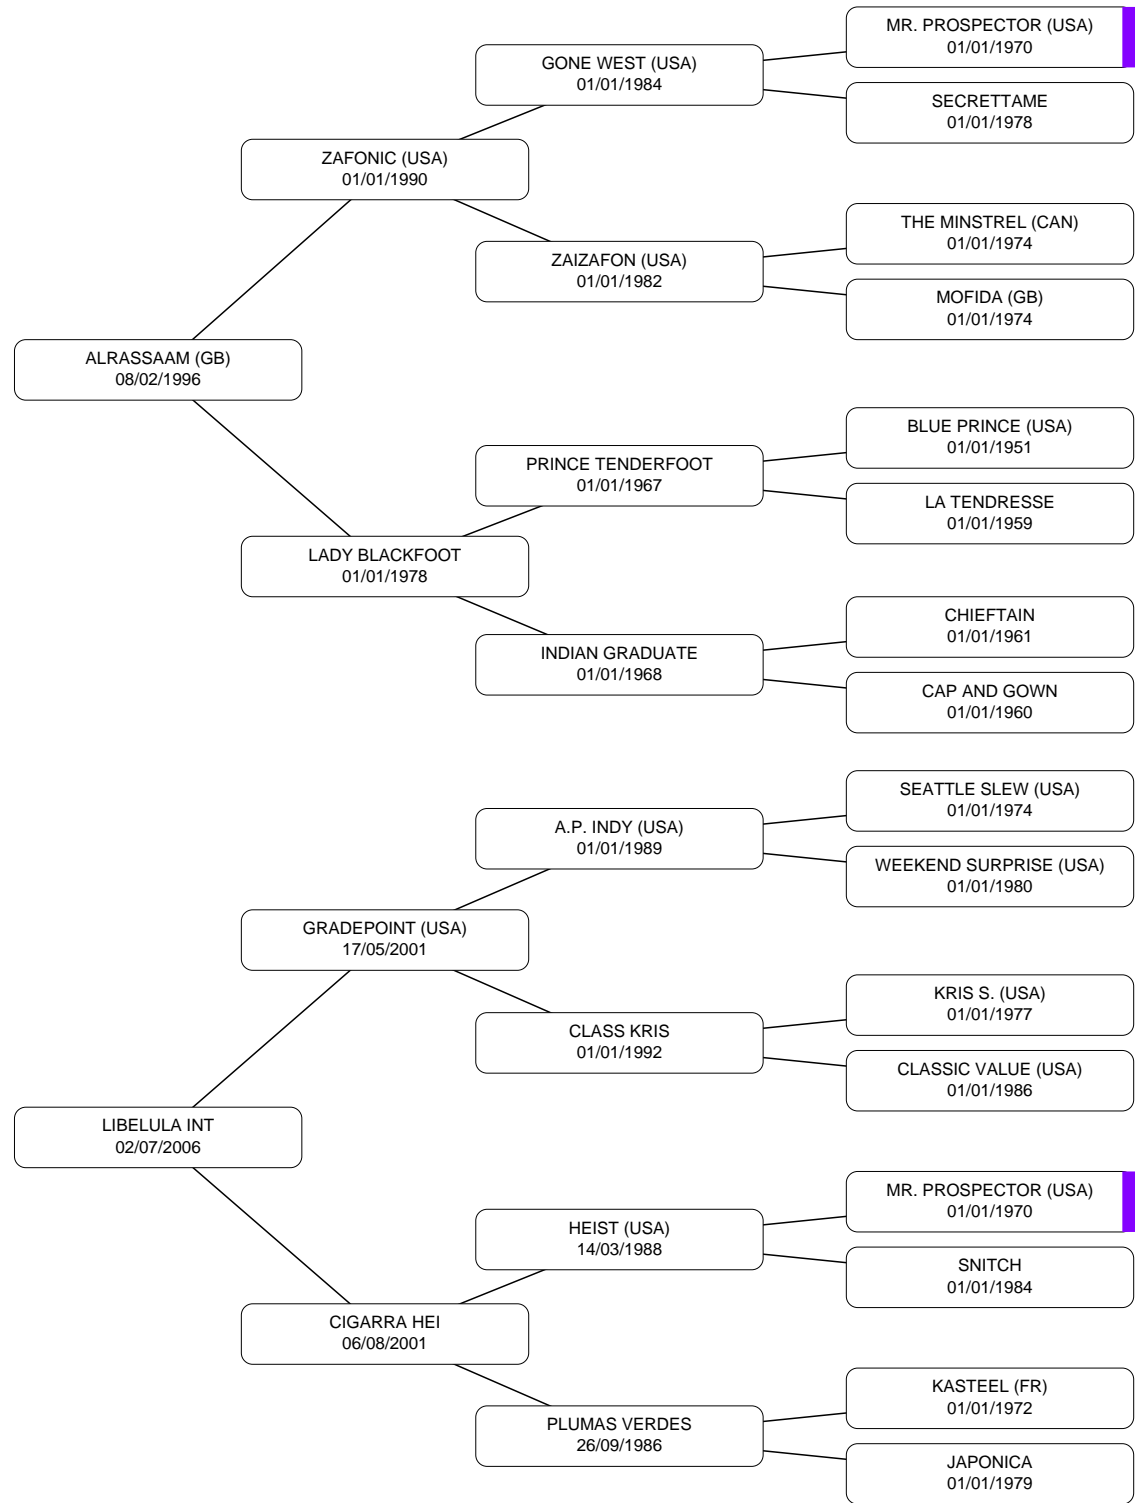 MR. PROSPECTOR (USA)
01/01/1970
GONE WEST (USA)
01/01/1984
SECRETTAME
01/01/1978
ZAFONIC (USA)
01/01/1990
THE MINSTREL (CAN)
01/01/1974
ZAIZAFON (USA)
01/01/1982
MOFIDA (GB)
01/01/1974
ALRASSAAM (GB)
08/02/1996
BLUE PRINCE (USA)
01/01/1951
PRINCE TENDERFOOT
01/01/1967
LA TENDRESSE
01/01/1959
LADY BLACKFOOT
01/01/1978
CHIEFTAIN
01/01/1961
INDIAN GRADUATE
01/01/1968
CAP AND GOWN
01/01/1960
SEATTLE SLEW (USA)
01/01/1974
A.P. INDY (USA)
01/01/1989
WEEKEND SURPRISE (USA)
01/01/1980
GRADEPOINT (USA)
17/05/2001
KRIS S. (USA)
01/01/1977
CLASS KRIS
01/01/1992
CLASSIC VALUE (USA)
01/01/1986
LIBELULA INT
02/07/2006
MR. PROSPECTOR (USA)
01/01/1970
HEIST (USA)
14/03/1988
SNITCH
01/01/1984
CIGARRA HEI
06/08/2001
KASTEEL (FR)
01/01/1972
PLUMAS VERDES
26/09/1986
JAPONICA
01/01/1979